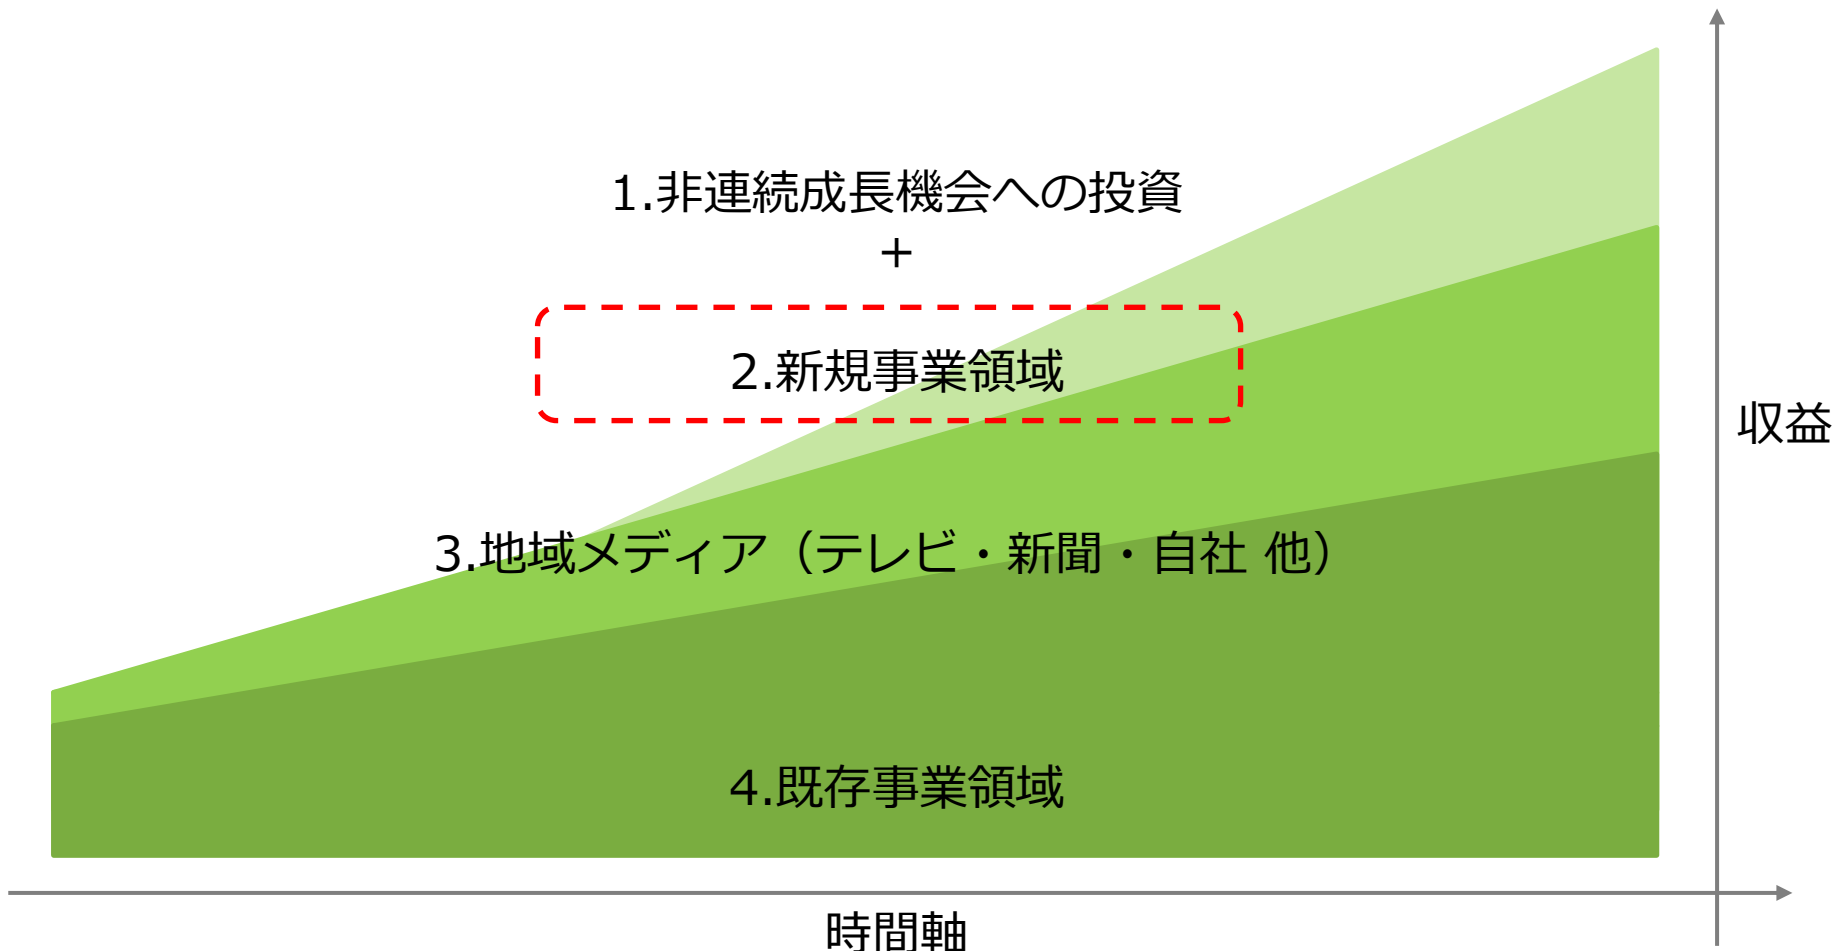 1.非連続成長機会への投資
+
2.新規事業領域
収益
3.地域メディア（テレビ・新聞・自社 他）
4.既存事業領域
時間軸